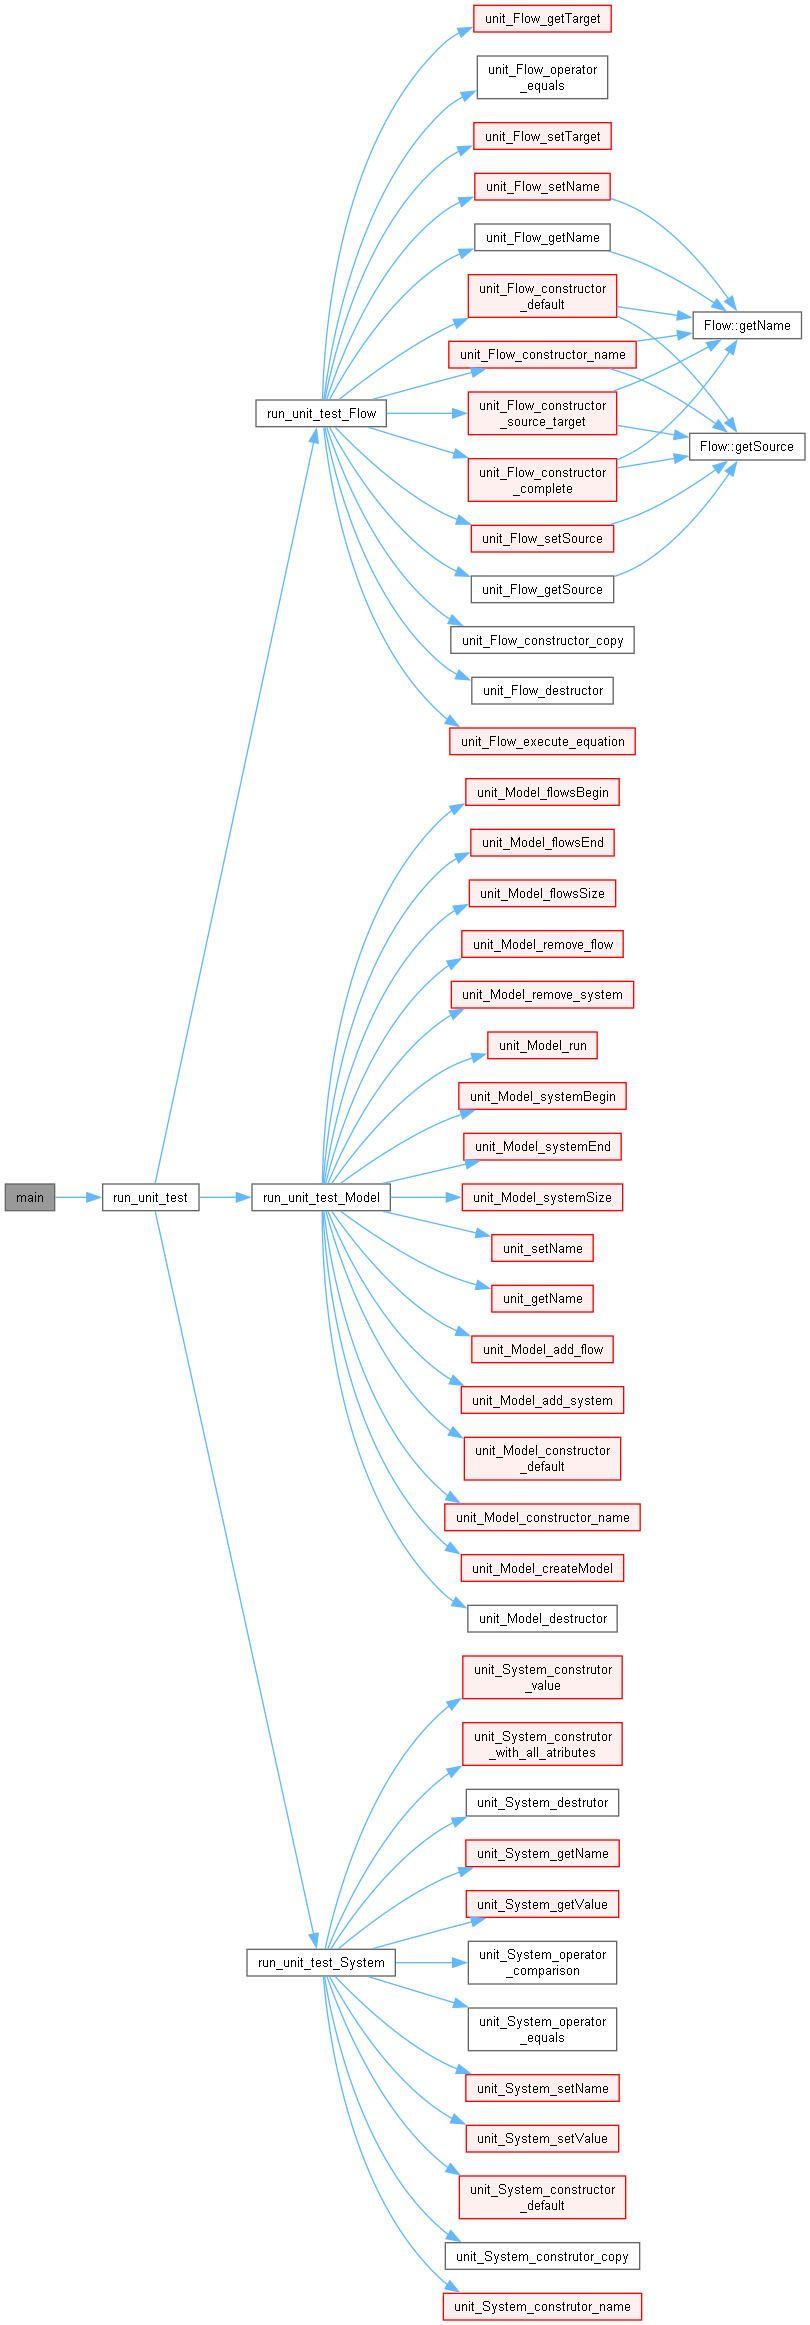 main
run_unit_test
run_unit_test_Flow
unit_Flow_getTarget
unit_Flow_operator
_equals
unit_Flow_setTarget
unit_Flow_setName
unit_Flow_getName
unit_Flow_constructor
_default
unit_Flow_constructor_name
unit_Flow_constructor
_source_target
unit_Flow_constructor
_complete
unit_Flow_setSource
unit_Flow_getSource
unit_Flow_constructor_copy
unit_Flow_destructor
unit_Flow_execute_equation
Flow::getName
Flow::getSource
run_unit_test_Model
unit_Model_flowsBegin
unit_Model_flowsEnd
unit_Model_flowsSize
unit_Model_remove_flow
unit_Model_remove_system
unit_Model_run
unit_Model_systemBegin
unit_Model_systemEnd
unit_Model_systemSize
unit_setName
unit_getName
unit_Model_add_flow
unit_Model_add_system
unit_Model_constructor
_default
unit_Model_constructor_name
unit_Model_createModel
unit_Model_destructor
run_unit_test_System
unit_System_construtor
_value
unit_System_construtor
_with_all_atributes
unit_System_destrutor
unit_System_getName
unit_System_getValue
unit_System_operator
_comparison
unit_System_operator
_equals
unit_System_setName
unit_System_setValue
unit_System_constructor
_default
unit_System_construtor_copy
unit_System_construtor_name